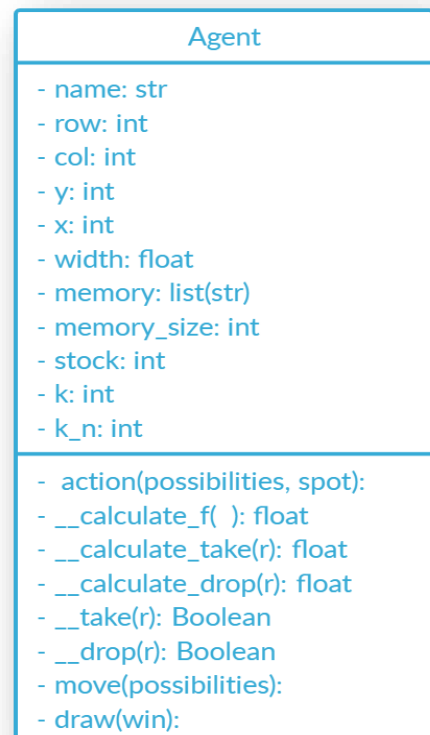 Agent
- name: str
- row: int
- col: int
- y: int
- x: int
- width: float
- memory: list(str)
- memory_size: int
- stock: int
- k: int
- k_n: int
- action(possibilities, spot):
- __calculate_f( ): float
- __calculate_take(r): float
- __calculate_drop(r): float
- __take(r): Boolean
- __drop(r): Boolean
- move(possibilities):
- draw(win):